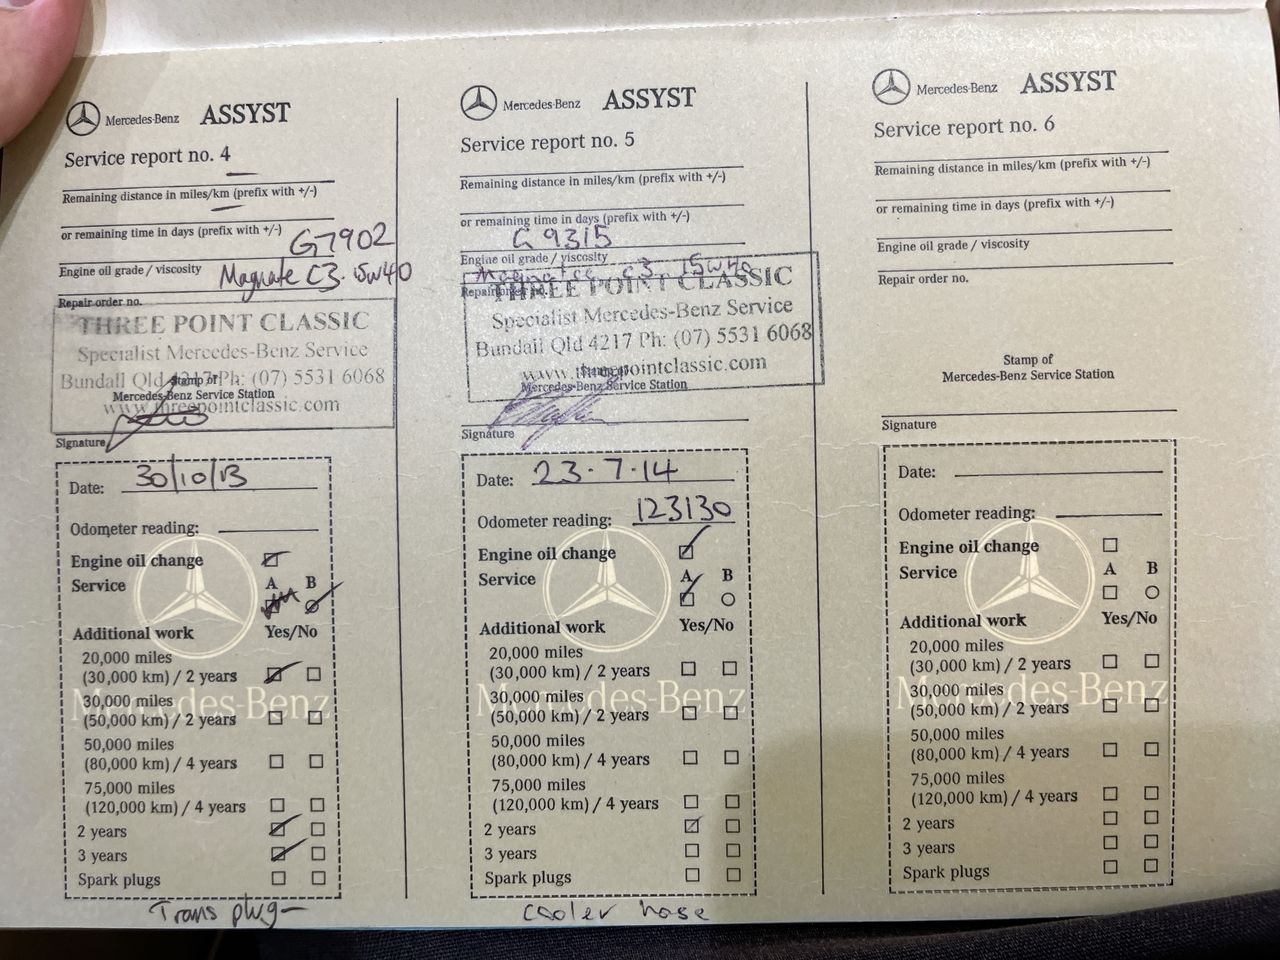 Mercedes-Benz ASSYST
Service report no. 4
Remaining distance in miles/km (prefix with +/-)
or remaining time in days (prefix with +/-)
G7902
Engine oil grade / viscosity Magnate C3. 5W40
Repair order no.
THREE POINT CLASSIC
Specialist Mercedes-Benz Service
Bundall Qld 4217 Ph: (07) 5531 6068
Stamp of
Mercedes-Benz Service Station
www.threepointclassic.com
Signature
Date: 30/10/13
Odometer reading:
Engine oil change
Service A B
Additional work Yes/No
20,000 miles
(30,000 km) / 2 years
30,000 miles
(50,000 km) / 2 years
50,000 miles
(80,000 km) / 4 years
75,000 miles
(120,000 km) / 4 years
2 years
3 years
Spark plugs
Trans plug
Mercedes-Benz
Mercedes-Benz ASSYST
Service report no. 5
Remaining distance in miles/km (prefix with +/-)
or remaining time in days (prefix with +/-)
G 9315
Engine oil grade / viscosity
C3 15W40
Repair order no.
THREE POINT CLASSIC
Specialist Mercedes-Benz Service
Bundall Qld 4217 Ph: (07) 5531 6068
www.threepointclassic.com
Stamp of
Mercedes-Benz Service Station
Signature
Date: 23.7.14
Odometer reading: 123130
Engine oil change
Service A B
Additional work Yes/No
20,000 miles
(30,000 km) / 2 years
30,000 miles
(50,000 km) / 2 years
50,000 miles
(80,000 km) / 4 years
75,000 miles
(120,000 km) / 4 years
2 years
3 years
Spark plugs
cooler hose
Mercedes-Benz
Mercedes-Benz ASSYST
Service report no. 6
Remaining distance in miles/km (prefix with +/-)
or remaining time in days (prefix with +/-)
Engine oil grade / viscosity
Repair order no.
Stamp of
Mercedes-Benz Service Station
Signature
Date:
Odometer reading:
Engine oil change
Service A B
Additional work Yes/No
20,000 miles
(30,000 km) / 2 years
30,000 miles
(50,000 km) / 2 years
50,000 miles
(80,000 km) / 4 years
75,000 miles
(120,000 km) / 4 years
2 years
3 years
Spark plugs
Mercedes-Benz